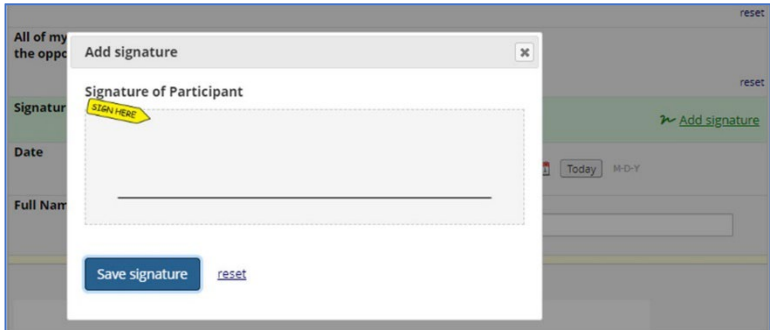 reset
All of my
the oppo
Add signature
Signature of Participant
SIGN HERE
reset
Signatur
Add signature
Date
Today M-D-Y
Full Nam
Save signature reset